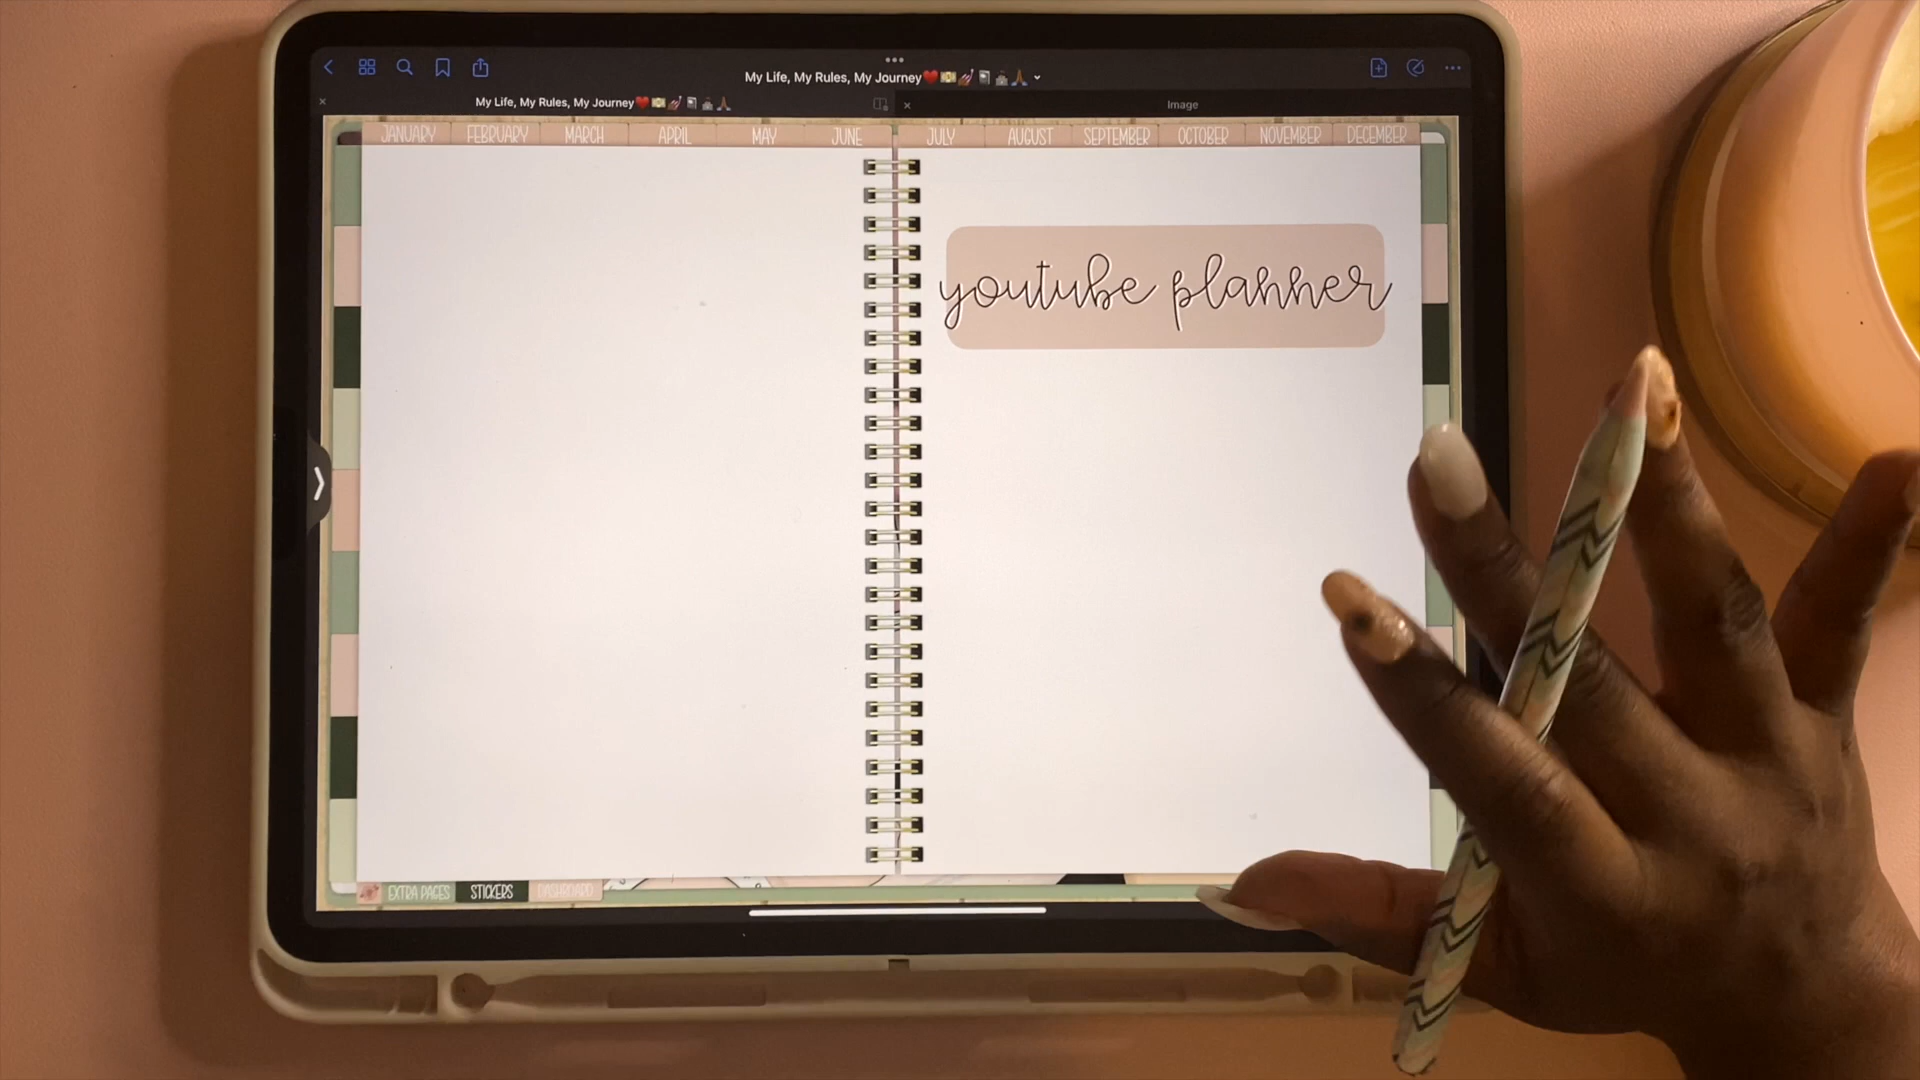 My Life, My Rules, My Journey❤️💵💅🏿📓👩🏿‍💻🙏🏿
My Life, My Rules, My Journey❤️💵💅🏿📓👩🏿‍💻🙏🏿
Image
JANUARY FEBRUARY MARCH APRIL MAY JUNE JULY AUGUST SEPTEMBER OCTOBER NOVEMBER DECEMBER
youtube planner
EXTRA PAGES STICKERS DASHBOARD